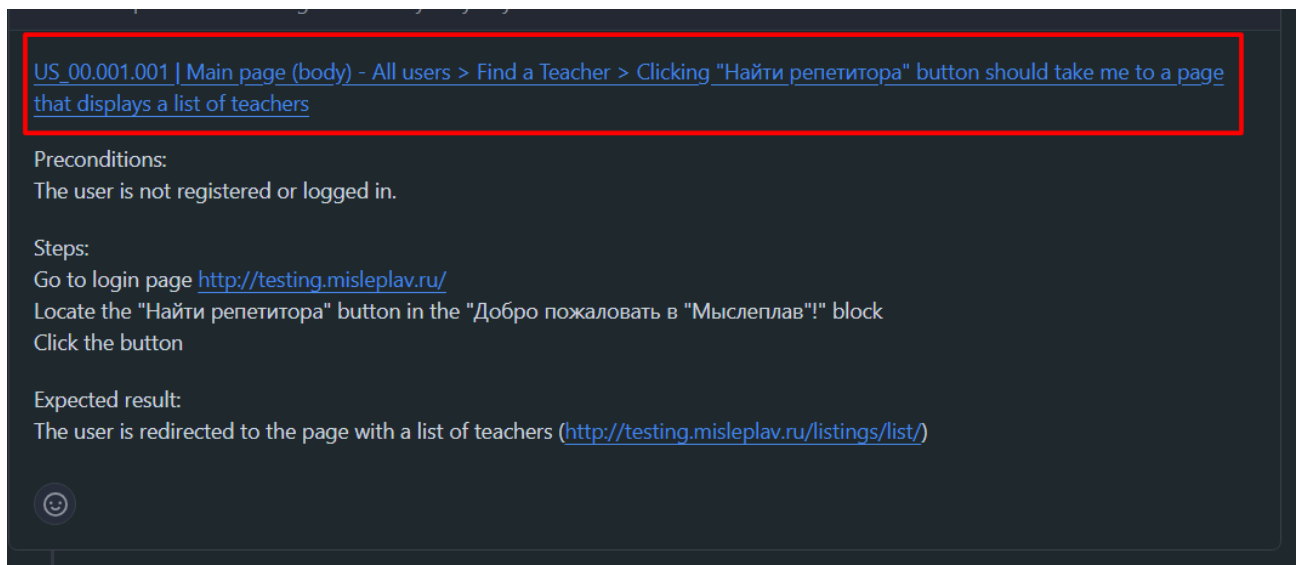 US_00.001.001 | Main page (body) - All users > Find a Teacher > Clicking "Найти репетитора" button should take me to a page
that displays a list of teachers
Preconditions:
The user is not registered or logged in.
Steps:
Go to login page http://testing.misleplav.ru/
Locate the "Найти репетитора" button in the "Добро пожаловать в "Мыслеплав"!" block
Click the button
Expected result:
The user is redirected to the page with a list of teachers (http://testing.misleplav.ru/listings/list/)